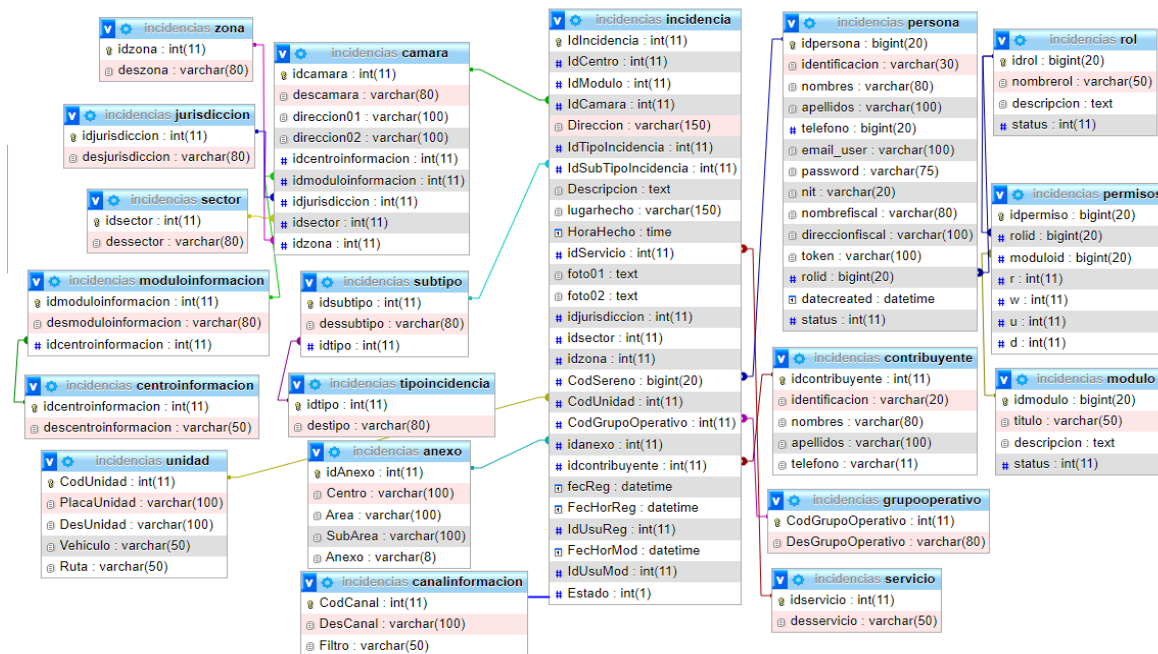 incidencias zona
idzona : int(11)
deszona : varchar(80)
incidencias jurisdiccion
idjurisdiccion : int(11)
desjurisdiccion : varchar(80)
incidencias sector
idsector : int(11)
dessector : varchar(80)
incidencias moduloinformacion
idmoduloinformacion : int(11)
desmoduloinformacion : varchar(80)
idcentroinformacion : int(11)
incidencias centroinformacion
idcentroinformacion : int(11)
descentroinformacion : varchar(50)
incidencias unidad
CodUnidad : int(11)
PlacaUnidad : varchar(100)
DesUnidad : varchar(100)
Vehiculo : varchar(50)
Ruta : varchar(50)
incidencias camara
idcamara : int(11)
descamara : varchar(80)
direccion01 : varchar(100)
direccion02 : varchar(100)
idcentroinformacion : int(11)
idmoduloinformacion : int(11)
idjurisdiccion : int(11)
idsector : int(11)
idzona : int(11)
incidencias subtipo
idsubtipo : int(11)
dessubtipo : varchar(80)
idtipo : int(11)
incidencias tipoincidencia
idtipo : int(11)
destipo : varchar(80)
incidencias anexo
idAnexo : int(11)
Centro : varchar(100)
Area : varchar(100)
SubArea : varchar(100)
Anexo : varchar(8)
incidencias canalinformacion
CodCanal : int(11)
DesCanal : varchar(100)
Filtro : varchar(50)
incidencias incidencia
IdIncidencia : int(11)
IdCentro : int(11)
IdModulo : int(11)
IdCamara : int(11)
Direccion : varchar(150)
IdTipoIncidencia : int(11)
IdSubTipoIncidencia : int(11)
Descripcion : text
lugarhecho : varchar(150)
HoraHecho : time
idServicio : int(11)
foto01 : text
foto02 : text
idjurisdiccion : int(11)
idsector : int(11)
idzona : int(11)
CodSereno : bigint(20)
CodUnidad : int(11)
CodGrupoOperativo : int(11)
idanexo : int(11)
idcontribuyente : int(11)
fecReg : datetime
FecHorReg : datetime
IdUsuReg : int(11)
FecHorMod : datetime
IdUsuMod : int(11)
Estado : int(1)
incidencias persona
idpersona : bigint(20)
identificacion : varchar(30)
nombres : varchar(80)
apellidos : varchar(100)
telefono : bigint(20)
email_user : varchar(100)
password : varchar(75)
nit : varchar(20)
nombrefiscal : varchar(80)
direccionfiscal : varchar(100)
token : varchar(100)
rolid : bigint(20)
datecreated : datetime
status : int(11)
incidencias contribuyente
idcontribuyente : int(11)
identificacion : varchar(20)
nombres : varchar(80)
apellidos : varchar(100)
telefono : varchar(11)
incidencias grupooperativo
CodGrupoOperativo : int(11)
DesGrupoOperativo : varchar(80)
incidencias servicio
idservicio : int(11)
desservicio : varchar(50)
incidencias rol
idrol : bigint(20)
nombrerol : varchar(50)
descripcion : text
status : int(11)
incidencias permisos
idpermiso : bigint(20)
rolid : bigint(20)
moduloid : bigint(20)
r : int(11)
w : int(11)
u : int(11)
d : int(11)
incidencias modulo
idmodulo : bigint(20)
titulo : varchar(50)
descripcion : text
status : int(11)